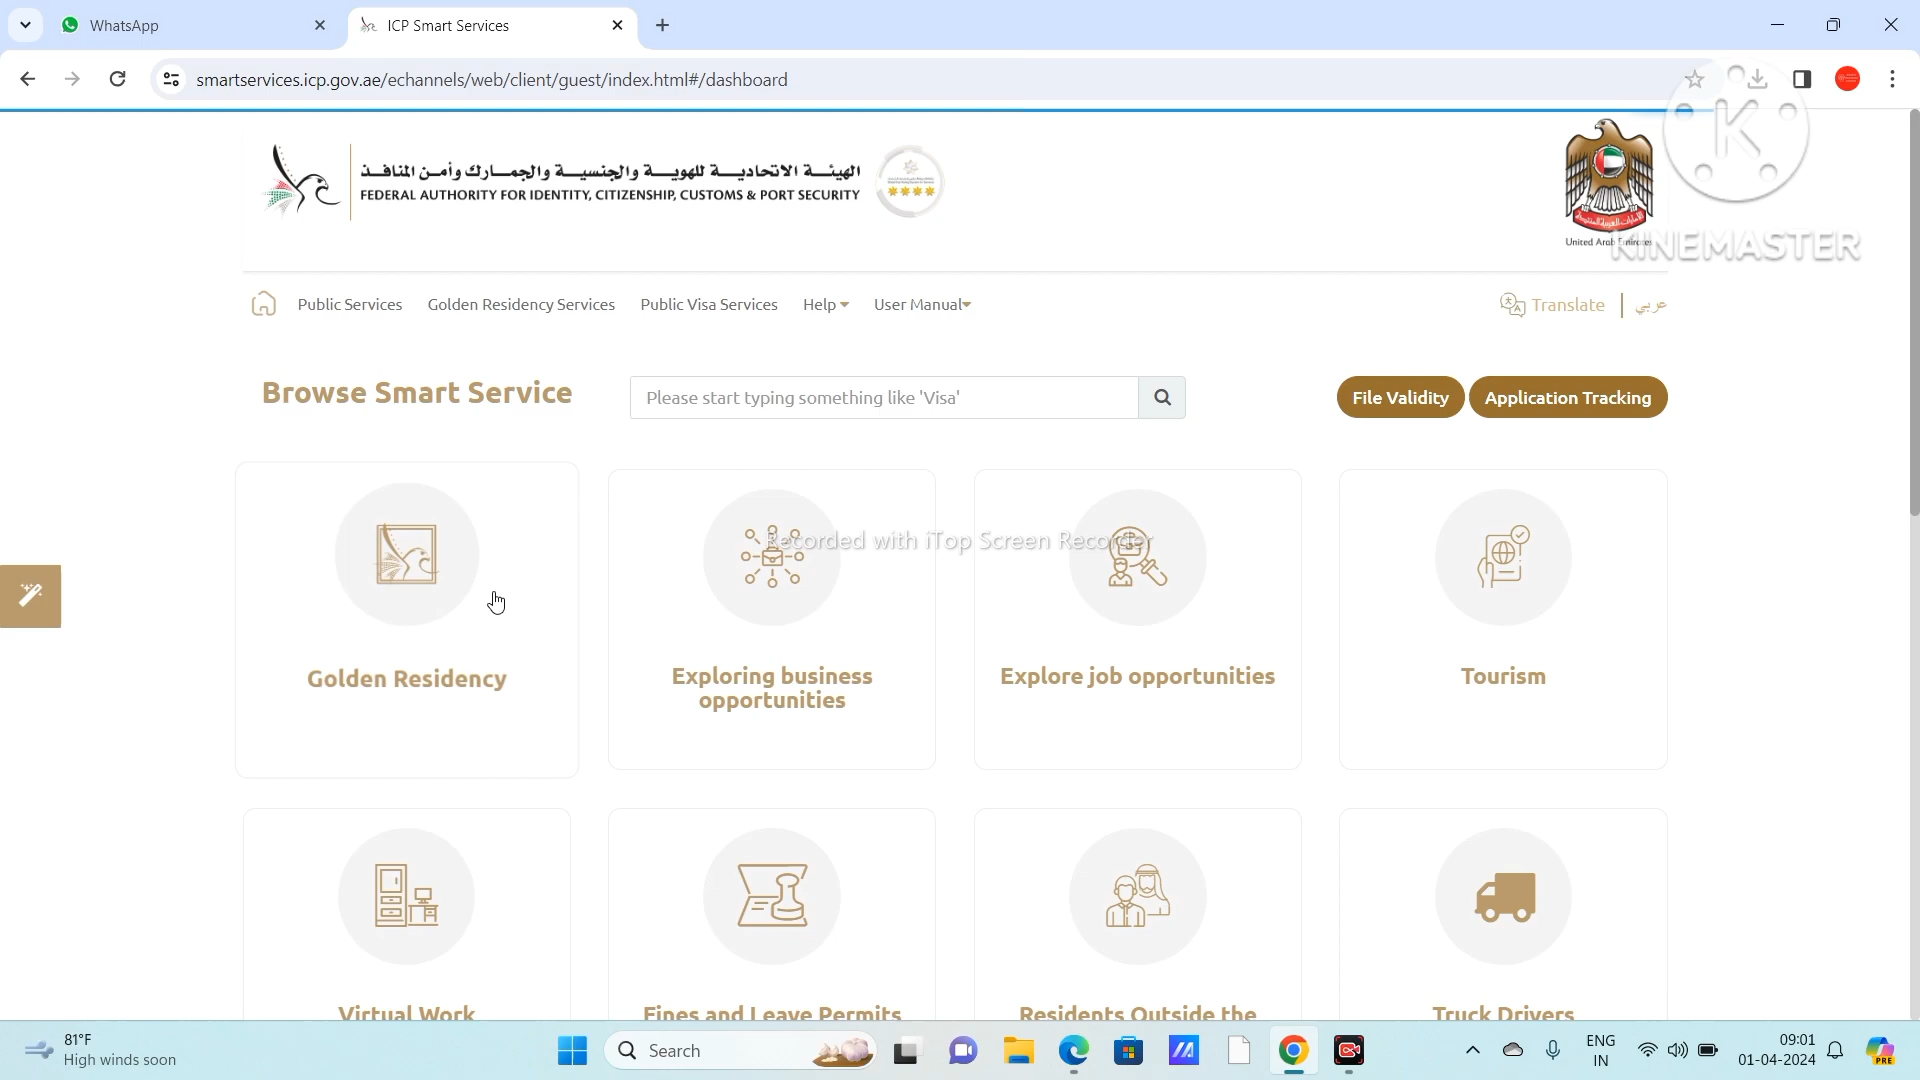 WhatsApp
ICP Smart Services
smartservices.icp.gov.ae/echannels/web/client/guest/index.html#/dashboard
الهيئة الاتحادية للهوية والجنسية والجمارك وأمن المنافذ
FEDERAL AUTHORITY FOR IDENTITY, CITIZENSHIP, CUSTOMS & PORT SECURITY
United Arab Emirates
K
KINEMASTER
Public Services
Golden Residency Services
Public Visa Services
Help
User Manual
Translate
عربي
Browse Smart Service
Please start typing something like 'Visa'
File Validity
Application Tracking
Recorded with iTop Screen Recorder
Golden Residency
Exploring business
opportunities
Explore job opportunities
Tourism
Virtual Work
Fines and Leave Permits
Residents Outside the
Truck Drivers
81°F
High winds soon
Search
ENG
IN
09:01
01-04-2024
PRE